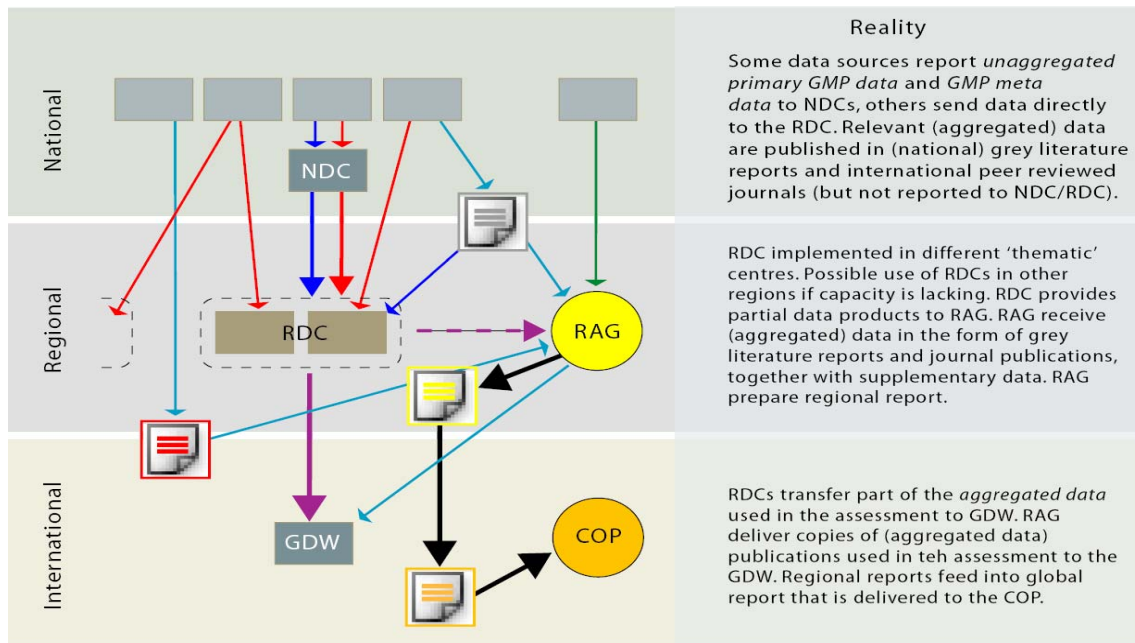 Reality
National
Some data sources report unaggregated
primary GMP data and GMP meta
data to NDCs, others send data directly
to the RDC. Relevant (aggregated) data
are published in (national) grey literature
reports and international peer reviewed
journals (but not reported to NDC/RDC).
NDC
Regional
RDC implemented in different ‘thematic’
centres. Possible use of RDCs in other
regions if capacity is lacking. RDC provides
partial data products to RAG. RAG receive
(aggregated) data in the form of grey
literature reports and journal publications,
together with supplementary data. RAG
prepare regional report.
RDC
RAG
International
RDCs transfer part of the aggregated data
used in the assessment to GDW. RAG
deliver copies of (aggregated data)
publications used in teh assessment to the
GDW. Regional reports feed into global
report that is delivered to the COP.
GDW
COP